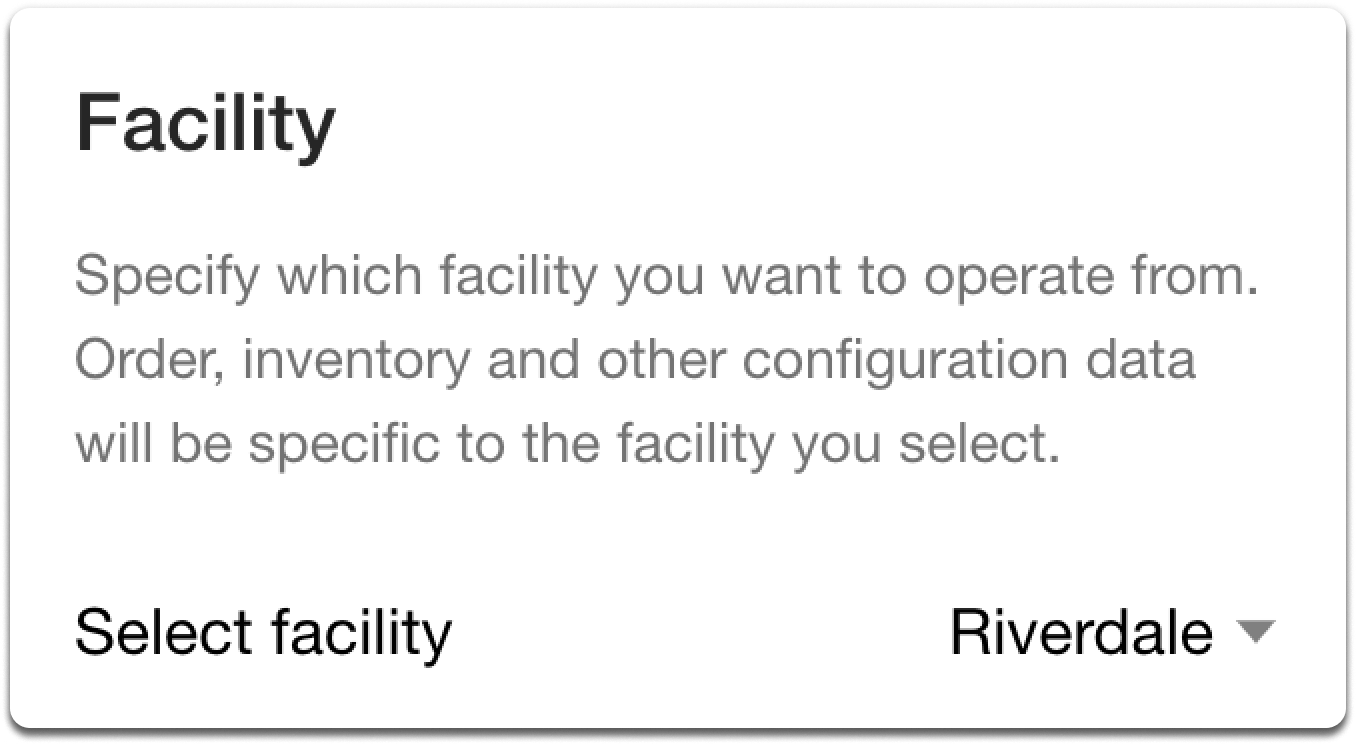 Facility
Specify which facility you want to operate from.
Order, inventory and other configuration data
will be specific to the facility you select.
Select facility Riverdale